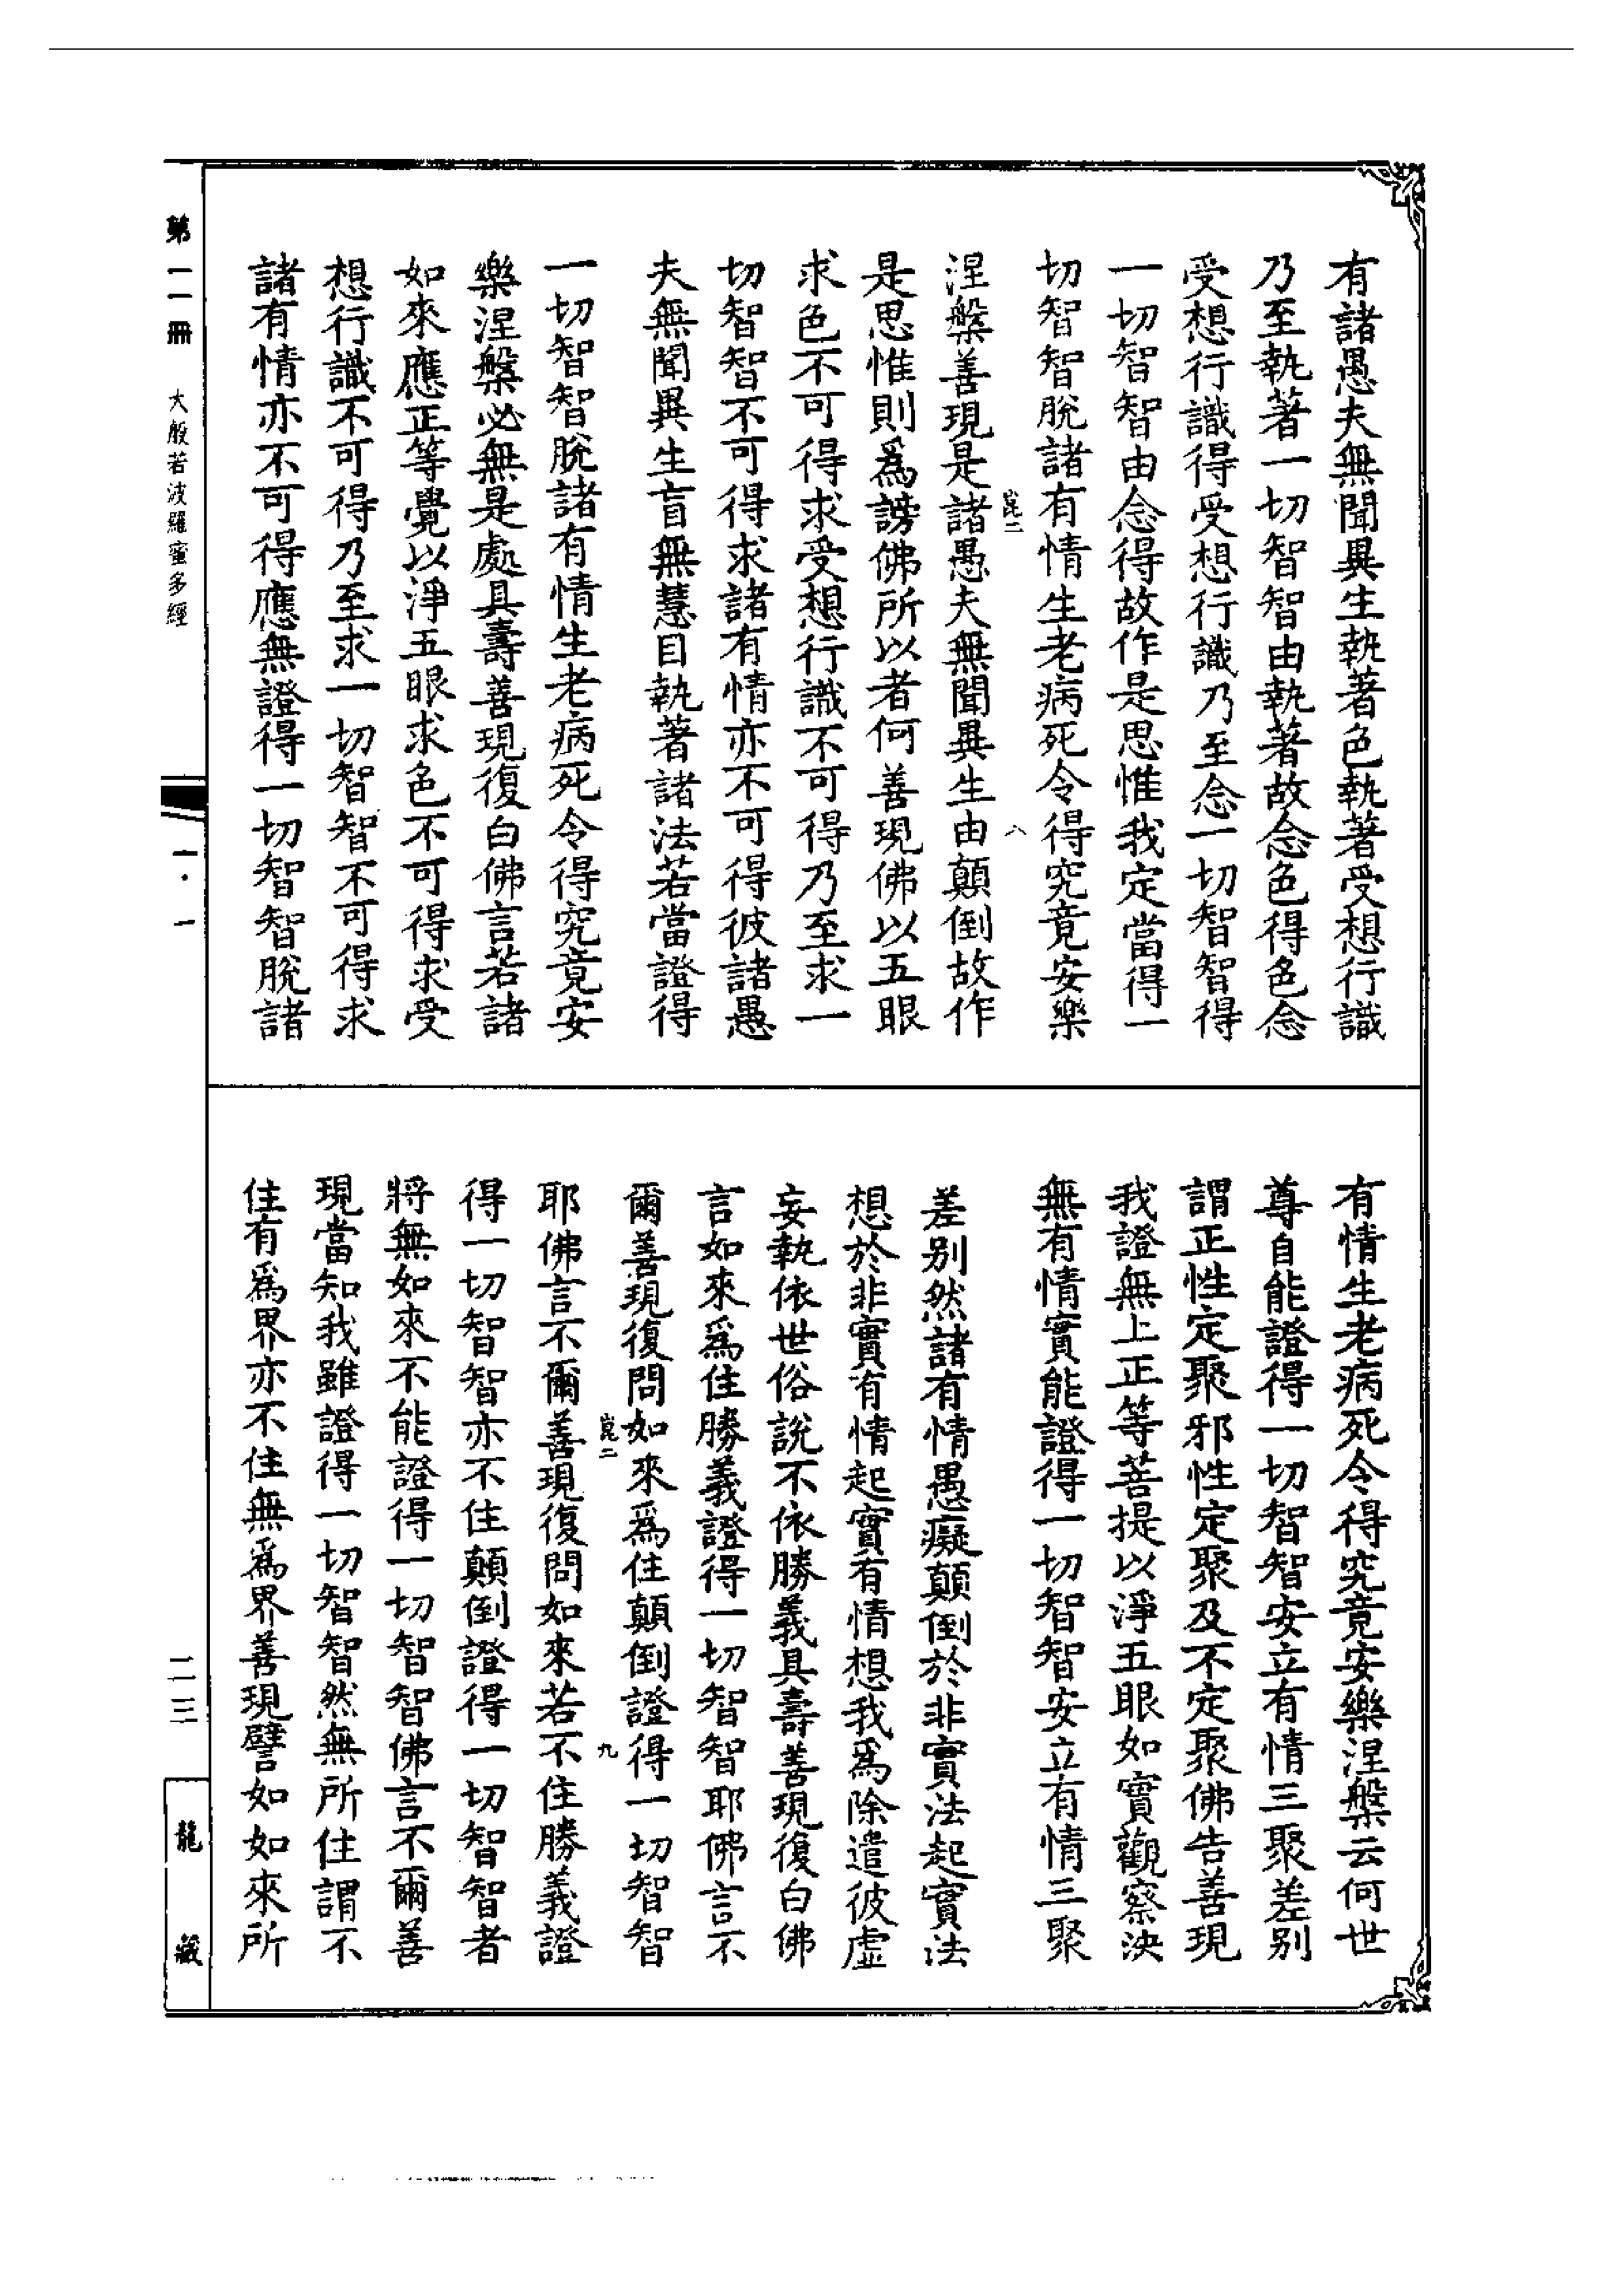 有諸愚夫無聞異生執著色執著受想行識
乃至執著一切智智由執著故念色得色念
受想行識得受想行識乃至念一切智智得
一切智智由念得故作是思惟我定當得一
切智智脫諸有情生老病死令得究竟安樂
崑二 八
涅槃善現是諸愚夫無聞異生由顛倒故作
是思惟則為謗佛所以者何善現佛以五眼
求色不可得求受想行識不可得乃至求一
切智智不可得求諸有情亦不可得彼諸愚
夫無聞異生盲無慧目執著諸法若當證得
一切智智脫諸有情生老病死令得究竟安
樂涅槃必無是處具壽善現復白佛言若諸
如來應正等覺以淨五眼求色不可得求受
想行識不可得乃至求一切智智不可得求
諸有情亦不可得應無證得一切智智脫諸
有情生老病死令得究竟安樂涅槃云何世
尊自能證得一切智智安立有情三聚差別
謂正性定聚邪性定聚及不定聚佛告善現
我證無上正等菩提以淨五眼如實觀察決
無有情實能證得一切智智安立有情三聚
差別然諸有情愚癡顛倒於非實法起實法
想於非實有情起實有情想我為除遣彼虛
妄執依世俗說不依勝義具壽善現復白佛
言如來為住勝義證得一切智智耶佛言不
爾善現復問如來為住顛倒證得一切智智
崑二 九
耶佛言不爾善現復問如來若不住勝義證
得一切智智亦不住顛倒證得一切智智者
將無如來不能證得一切智智佛言不爾善
現當知我雖證得一切智智然無所住謂不
住有為界亦不住無為界善現譬如如來所
第一一冊 大般若波羅蜜多經
一·一
二三
龍藏